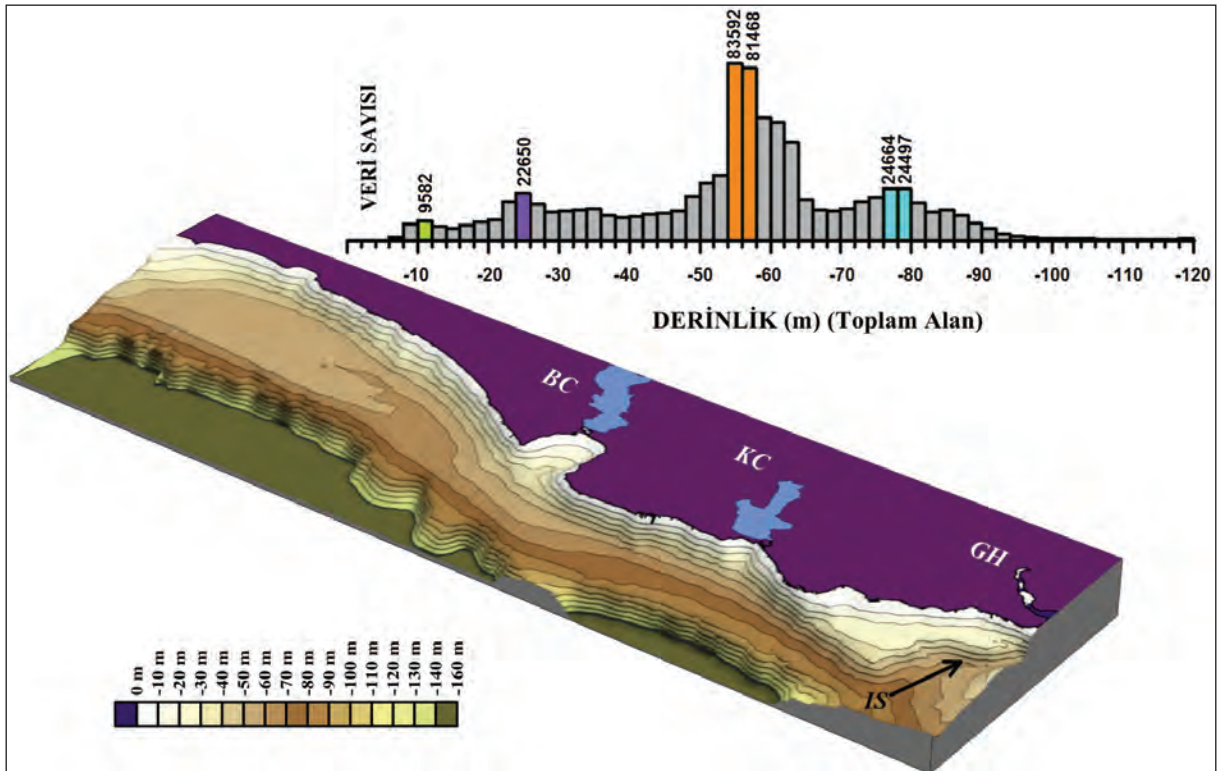 VERİ SAYISI
9582
22650
83592
81468
24664
24497
-10 -20 -30 -40 -50 -60 -70 -80 -90 -100 -110 -120
DERİNLİK (m) (Toplam Alan)
BC
KC
GH
IS
0 m
-10 m
-20 m
-30 m
-40 m
-50 m
-60 m
-70 m
-80 m
-90 m
-100 m
-110 m
-120 m
-130 m
-140 m
-160 m